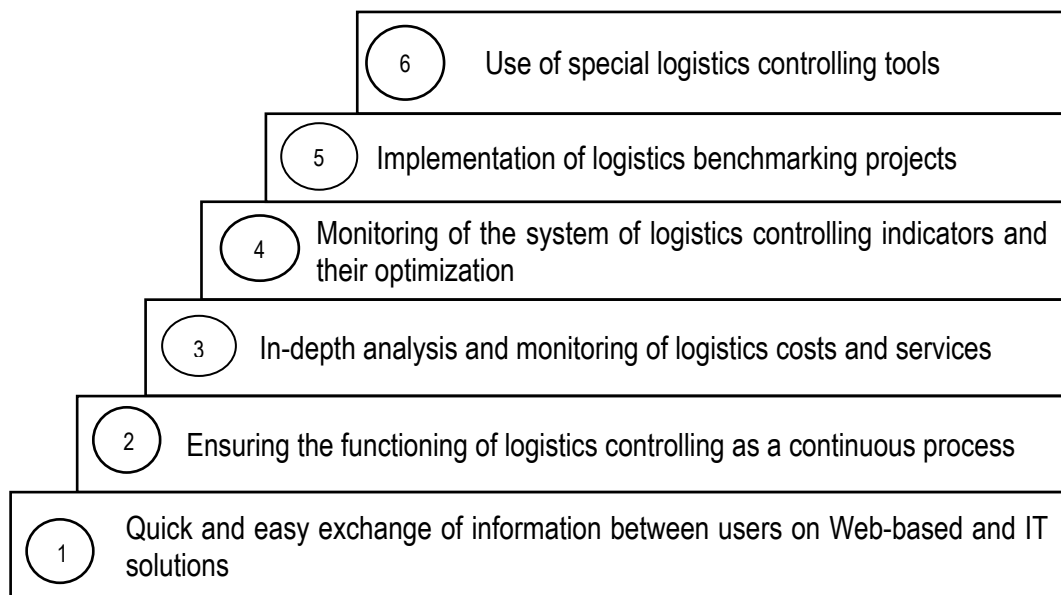 6 Use of special logistics controlling tools
5 Implementation of logistics benchmarking projects
4 Monitoring of the system of logistics controlling indicators and
their optimization
3 In-depth analysis and monitoring of logistics costs and services
2 Ensuring the functioning of logistics controlling as a continuous process
1 Quick and easy exchange of information between users on Web-based and IT
solutions